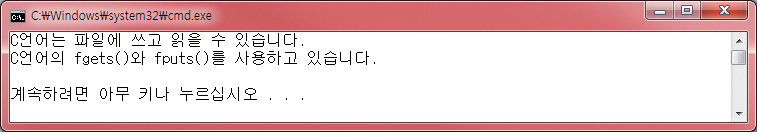 C:\Windows\system32\cmd.exe
C언어는 파일에 쓰고 읽을 수 있습니다.
C언어의 fgets()와 fputs()를 사용하고 있습니다.
계속하려면 아무 키나 누르십시오 . . .